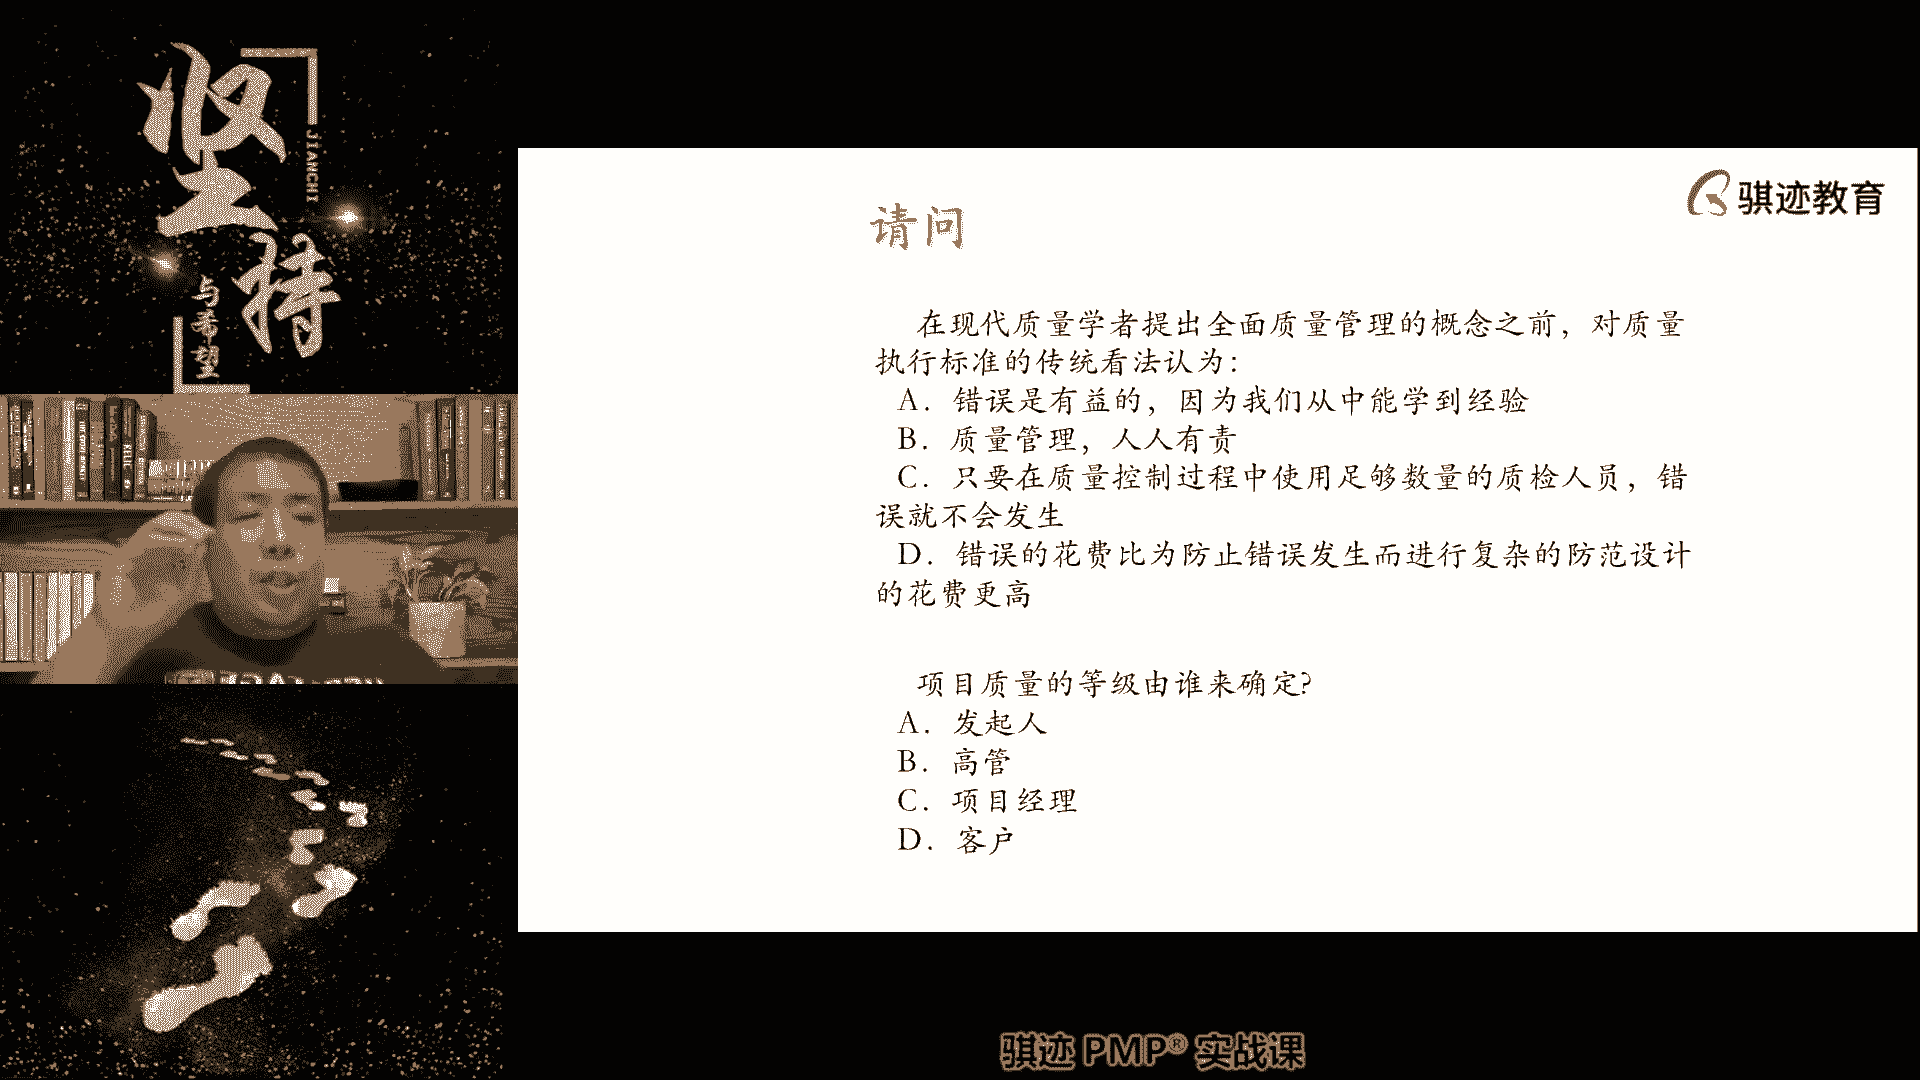 坚持
JIANCHI
与希望
骐迹教育
请问
在现代质量学者提出全面质量管理的概念之前，对质量
执行标准的传统看法认为：
A. 错误是有益的，因为我们从中能学到经验
B. 质量管理，人人有责
C. 只要在质量控制过程中使用足够数量的质检人员，错
误就不会发生
D. 错误的花费比为防止错误发生而进行复杂的防范设计
的花费更高
项目质量的等级由谁来确定?
A. 发起人
B. 高管
C. 项目经理
D. 客户
骐迹 PMP® 实战课